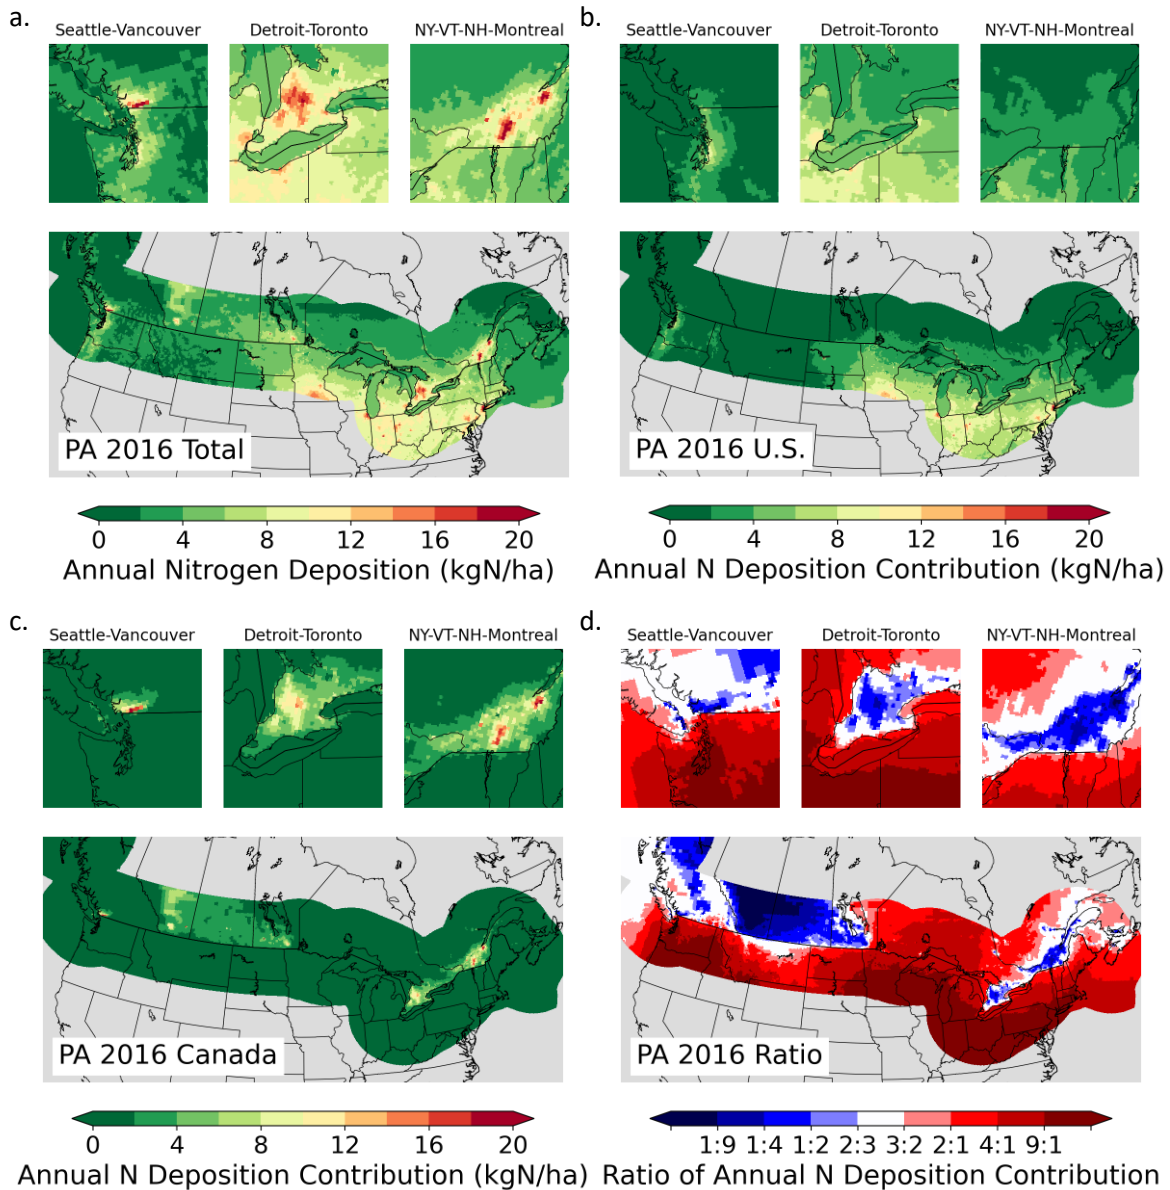 a.
Seattle-Vancouver Detroit-Toronto NY-VT-NH-Montreal
PA 2016 Total
0 4 8 12 16 20
Annual Nitrogen Deposition (kgN/ha)
b.
Seattle-Vancouver Detroit-Toronto NY-VT-NH-Montreal
PA 2016 U.S.
0 4 8 12 16 20
Annual N Deposition Contribution (kgN/ha)
c.
Seattle-Vancouver Detroit-Toronto NY-VT-NH-Montreal
PA 2016 Canada
0 4 8 12 16 20
Annual N Deposition Contribution (kgN/ha)
d.
Seattle-Vancouver Detroit-Toronto NY-VT-NH-Montreal
PA 2016 Ratio
1:9 1:4 1:2 2:3 3:2 2:1 4:1 9:1
Ratio of Annual N Deposition Contribution